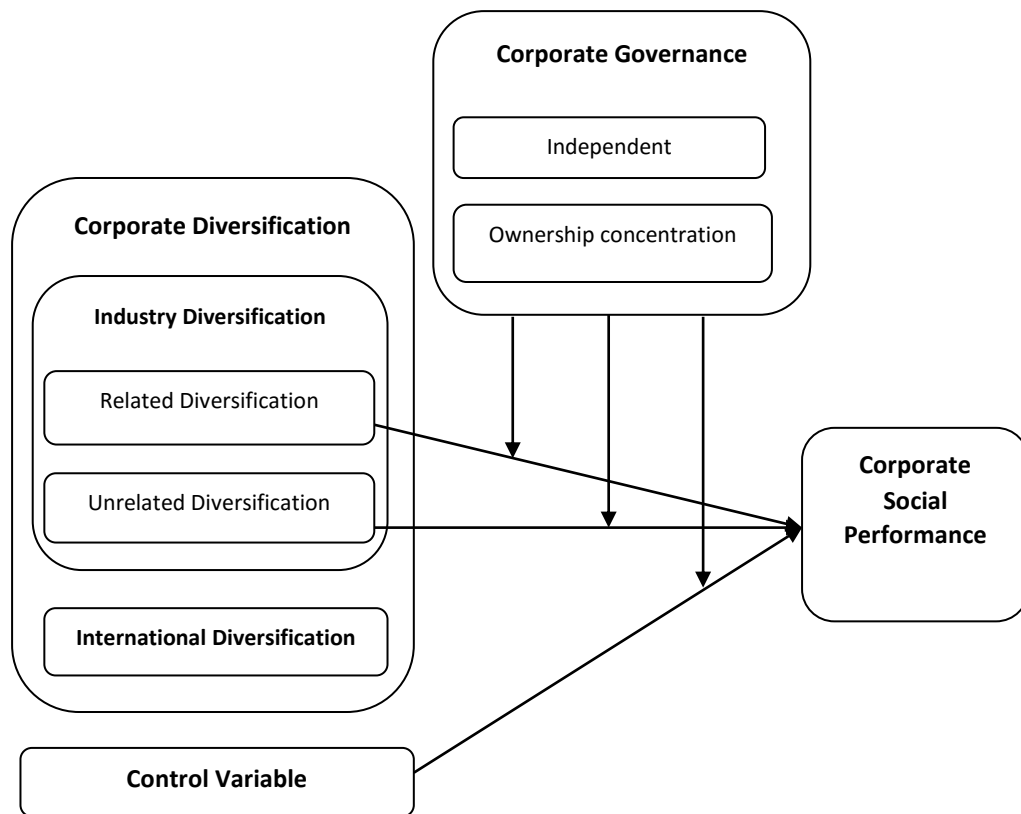 Corporate Governance
Independent
Ownership concentration
Corporate Diversification
Industry Diversification
Related Diversification
Unrelated Diversification
International Diversification
Control Variable
Corporate
Social
Performance